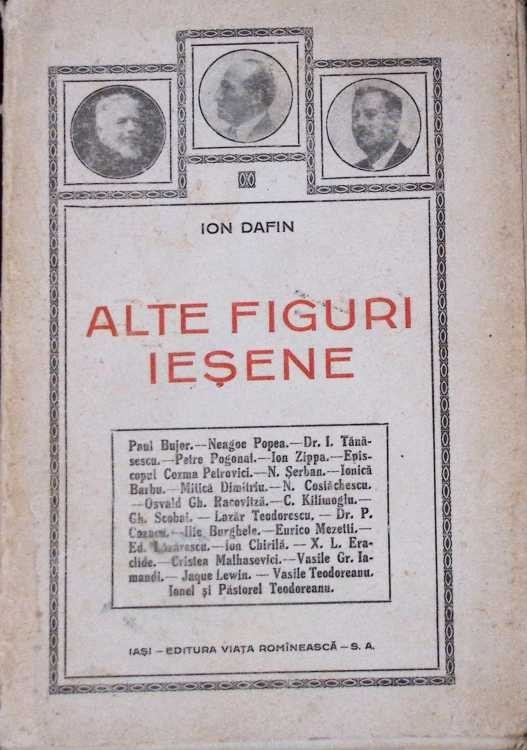 ION DAFIN
ALTE FIGURI
IEȘENE
Paul Bujor.—Neagoe Popea.—Dr. I. Tănă-
sescu.—Petre Pogonat.—Ion Zippa.—Epis-
copul Cozma Petrovici.—N. Șerban.—Ionică
Barbu.—Mitică Dimitriu.—N. Costăchescu.
—Osvald Gh. Racovitză.—C. Kilimoglu.—
Gh. Scobai.—Lazăr Teodorescu.—Dr. P.
Cozacu.—Ilie Burghele.—Eurico Mezetti.—
Ed. Lăzărescu.—Ion Chirilă.—X. L. Era-
clide.—Cristea Malhasevici.—Vasile Gr. Ia-
mandi.—Jaque Lewin.—Vasile Teodoreanu.
Ionel și Păstorel Teodoreanu.
IAȘI—EDITURA VIAȚA ROMÎNEASCĂ—S. A.